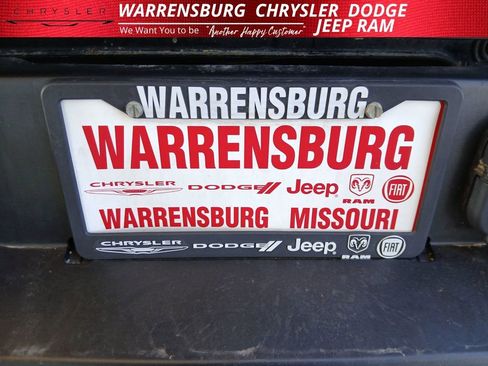 WARRENSBURG CHRYSLER DODGE
CHRYSLER
JEEP RAM
We Want You to be "Another Happy Customer"
WARRENSBURG
WARRENSBURG
CHRYSLER DODGE Jeep RAM FIAT
WARRENSBURG MISSOURI
CHRYSLER DODGE Jeep RAM FIAT